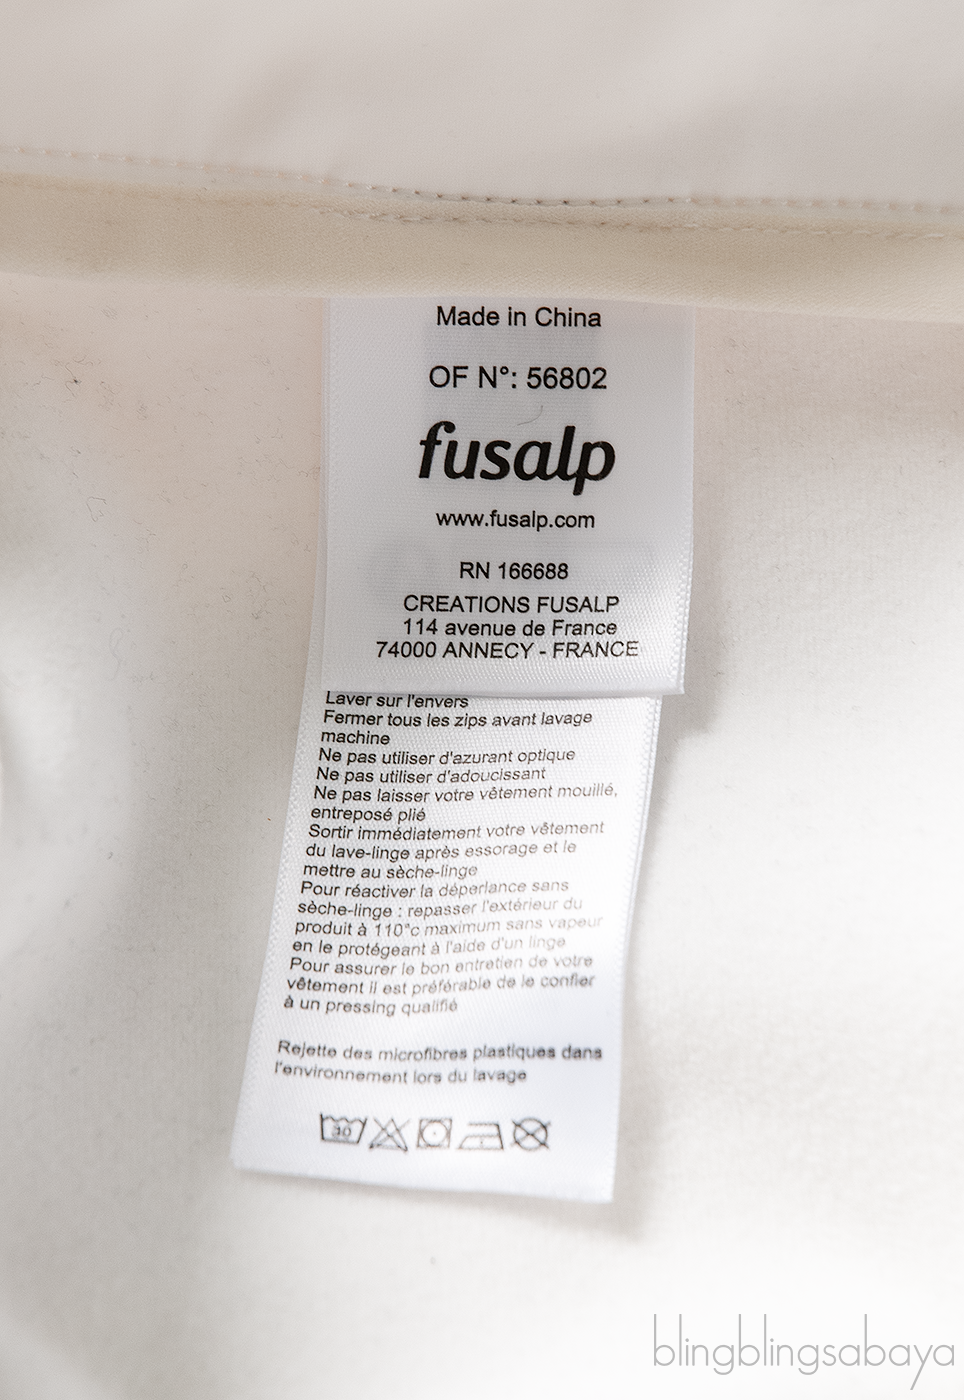 Made in China
OF N°: 56802
fusalp
www.fusalp.com
RN 166688
CREATIONS FUSALP
114 avenue de France
74000 ANNECY - FRANCE
Laver sur l'envers
Fermer tous les zips avant lavage
machine
Ne pas utiliser d'azurant optique
Ne pas utiliser d'adoucissant
Ne pas laisser votre vêtement mouillé,
entreposé plié
Sortir immédiatement votre vêtement
du lave-linge après essorage et le
mettre au sèche-linge
Pour réactiver la déperlance sans
sèche-linge : repasser l'extérieur du
produit à 110°c maximum sans vapeur
en le protégeant à l'aide d'un linge
Pour assurer le bon entretien de votre
vêtement il est préférable de le confier
à un pressing qualifié
Rejette des microfibres plastiques dans
l'environnement lors du lavage
30
blingblingsabaya